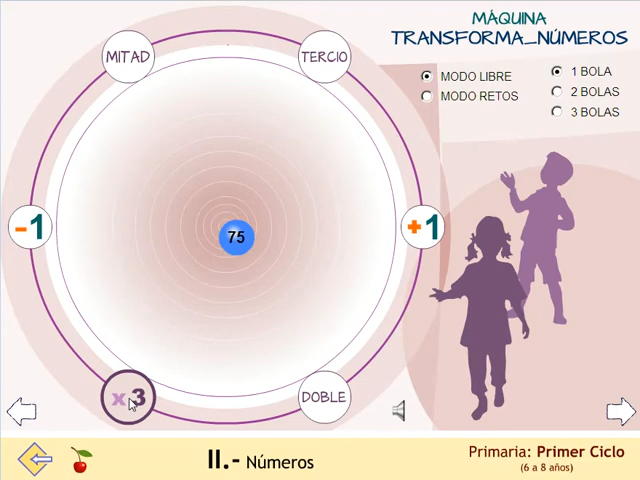 MÁQUINA
TRANSFORMA_NÚMEROS
MITAD
TERCIO
MODO LIBRE
MODO RETOS
1 BOLA
2 BOLAS
3 BOLAS
-1
75
+1
x3
DOBLE
II.- Números
Primaria: Primer Ciclo
(6 a 8 años)